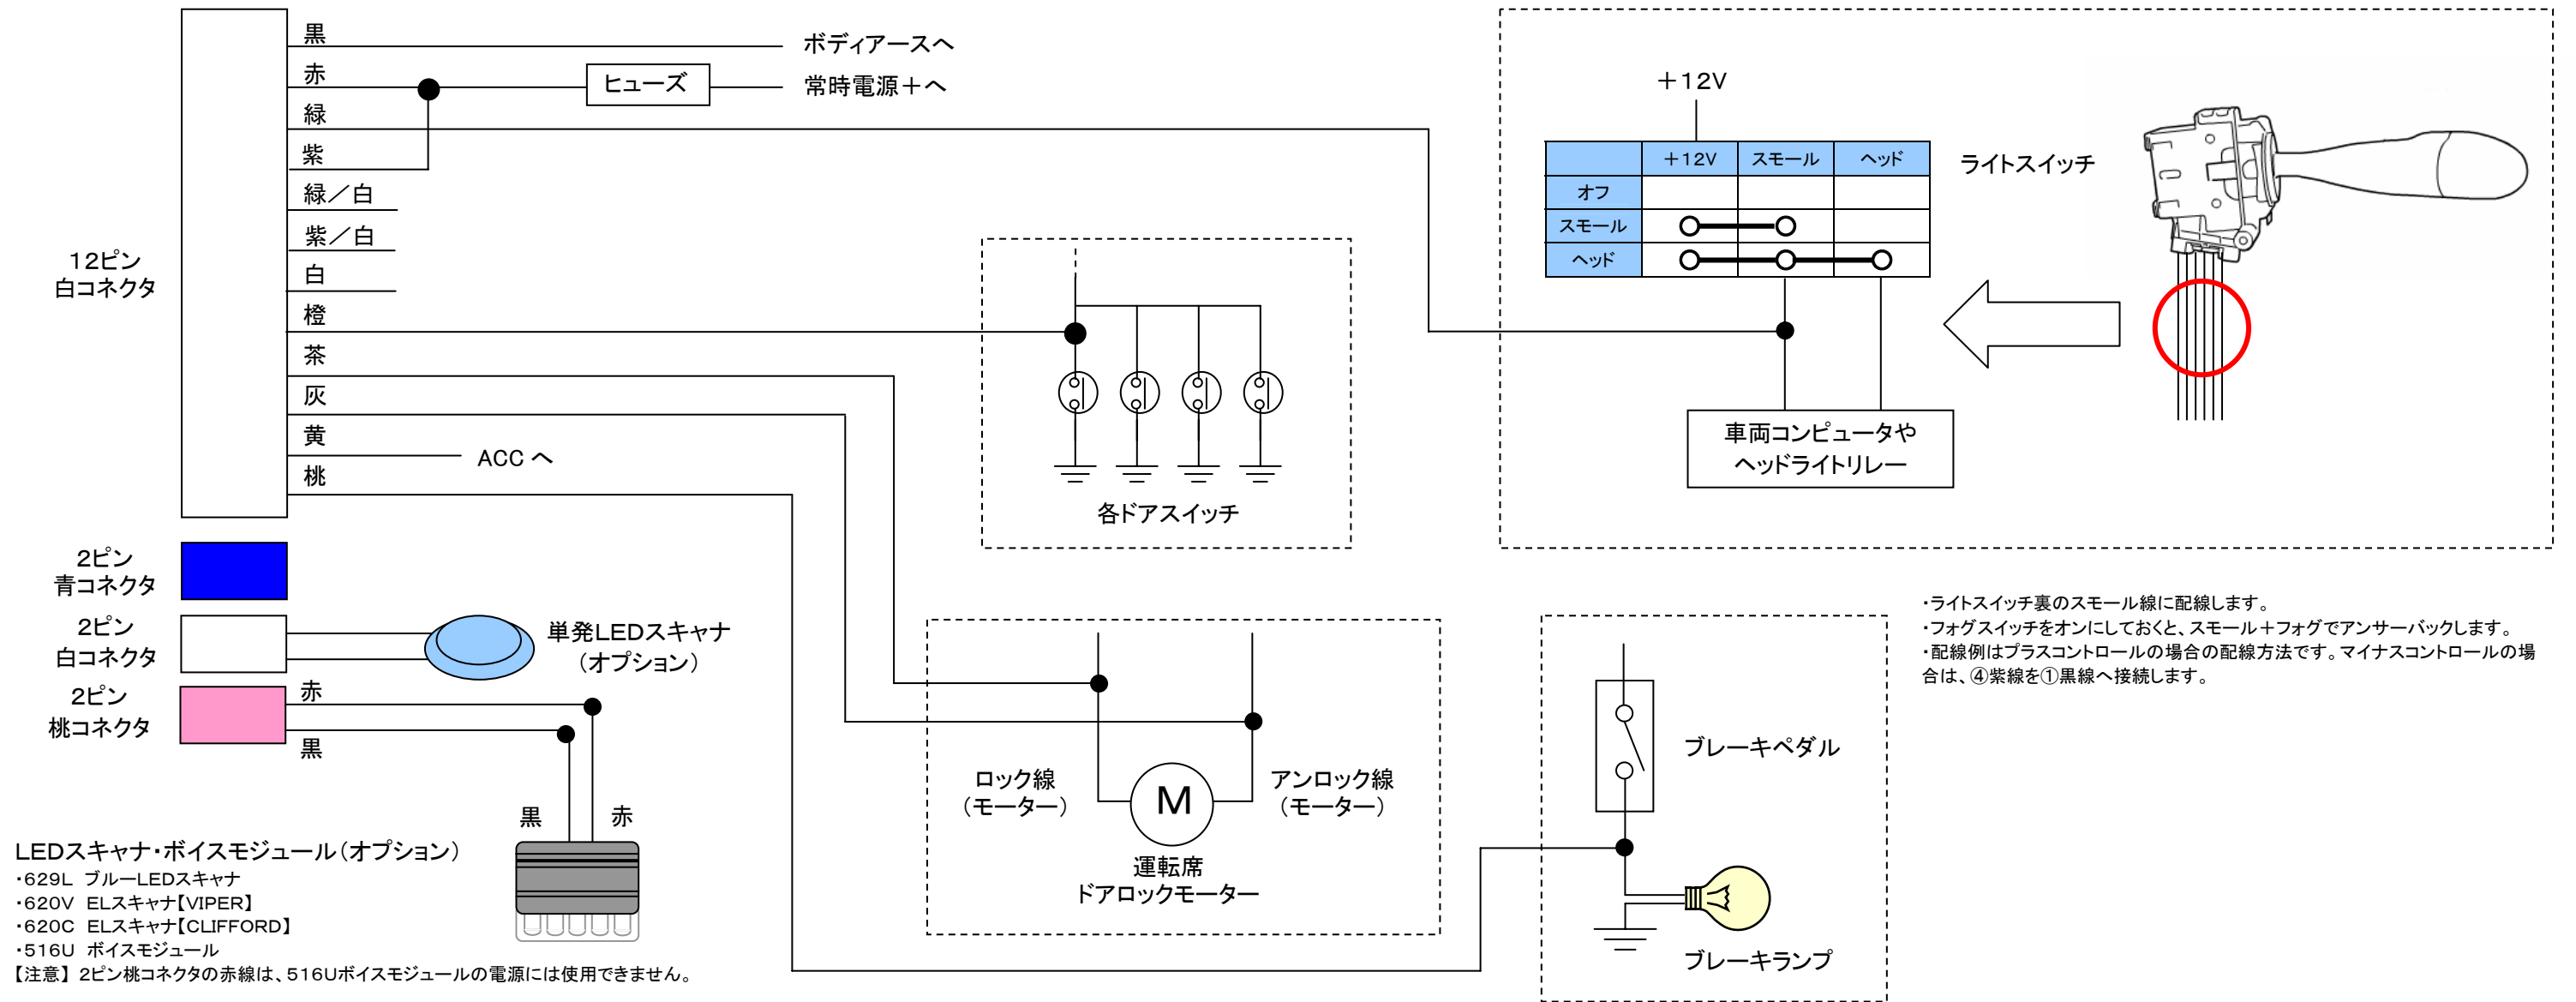 黒
ボディアースへ
赤
ヒューズ
常時電源＋へ
緑
紫
緑／白
紫／白
白
橙
茶
灰
黄
ACC へ
桃
12ピン
白コネクタ
2ピン
青コネクタ
2ピン
白コネクタ
単発LEDスキャナ
（オプション）
2ピン
桃コネクタ
赤
黒
黒
赤
LEDスキャナ・ボイスモジュール（オプション）
・629L ブルーLEDスキャナ
・620V ELスキャナ【VIPER】
・620C ELスキャナ【CLIFFORD】
・516U ボイスモジュール
【注意】 2ピン桃コネクタの赤線は、516Uボイスモジュールの電源には使用できません。
各ドアスイッチ
ロック線
（モーター）
M
アンロック線
（モーター）
運転席
ドアロックモーター
ブレーキペダル
ブレーキランプ
＋12V
＋12V スモール ヘッド
オフ
スモール
ヘッド
ライトスイッチ
車両コンピュータや
ヘッドライトリレー
・ライトスイッチ裏のスモール線に配線します。
・フォグスイッチをオンにしておくと、スモール＋フォグでアンサーバックします。
・配線例はプラスコントロールの場合の配線方法です。マイナスコントロールの場
合は、④紫線を①黒線へ接続します。